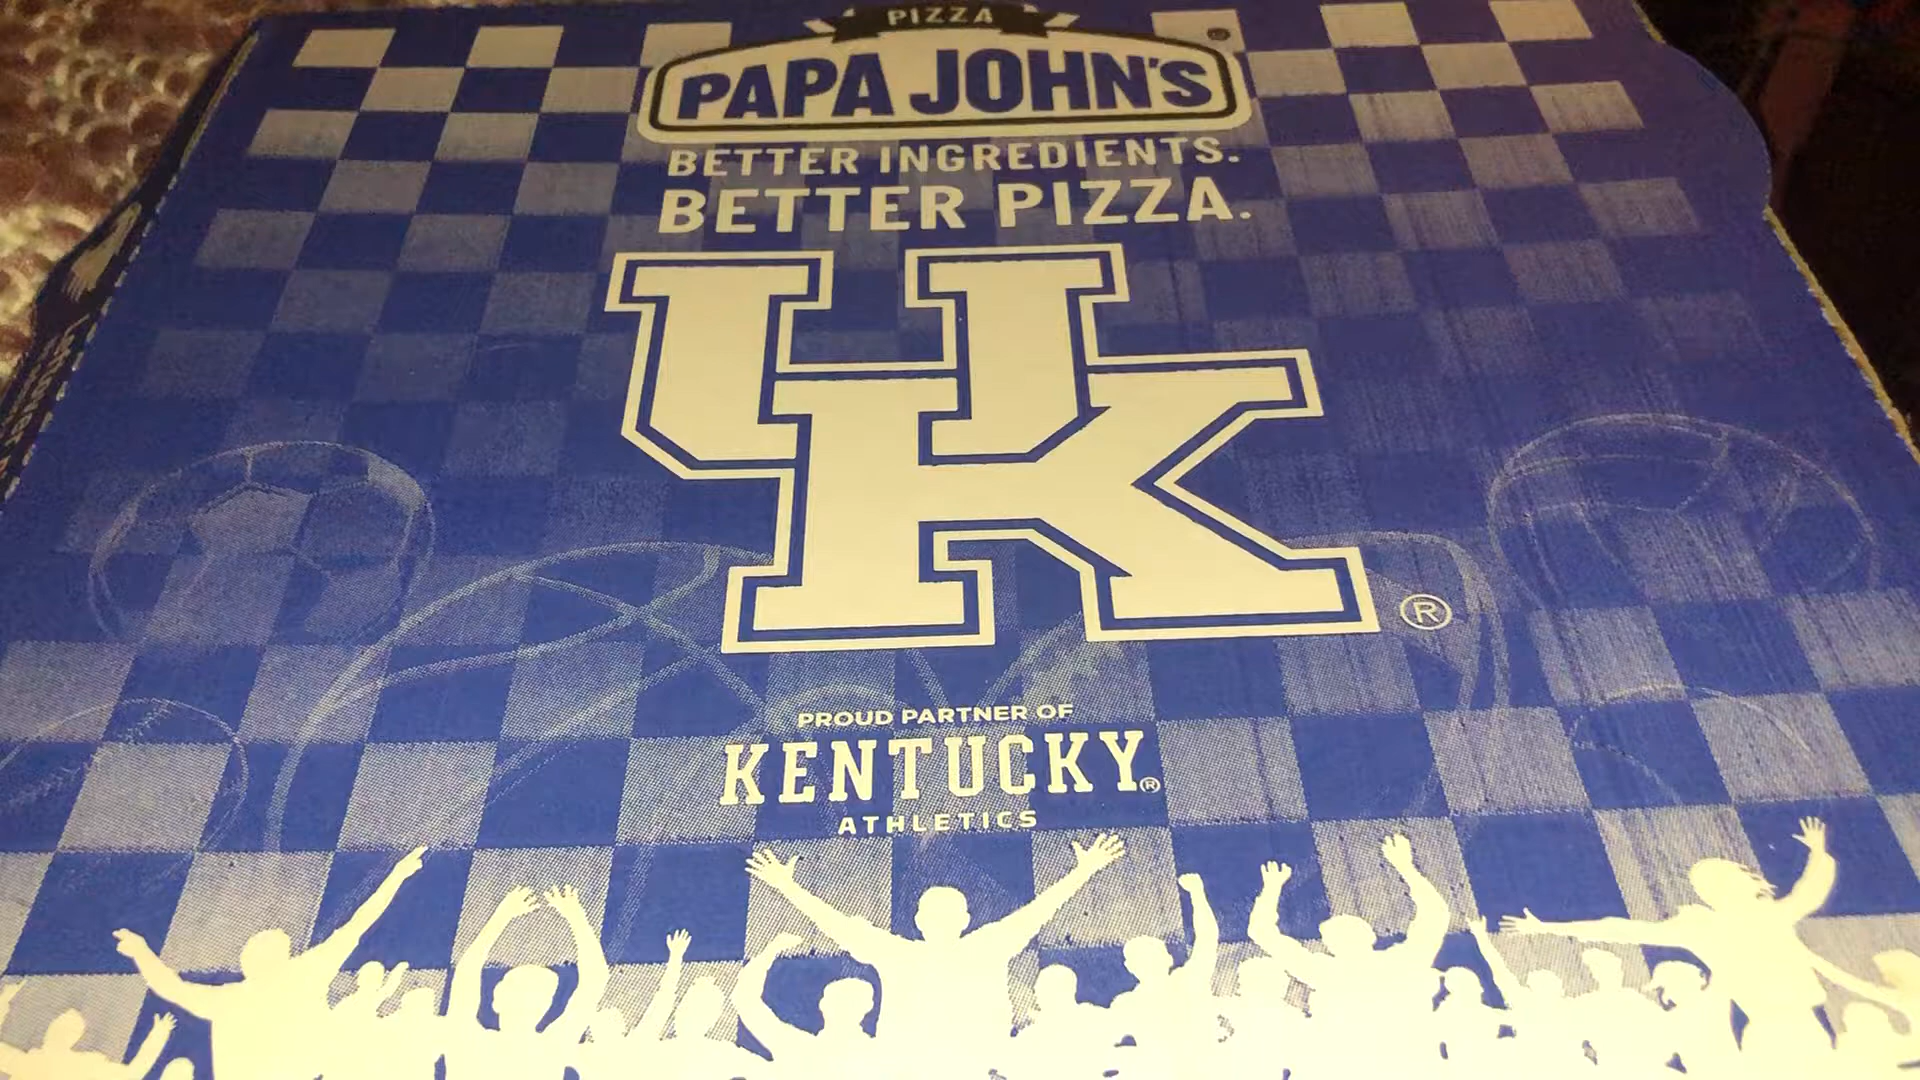 PIZZA
PAPA JOHN'S®
BETTER INGREDIENTS.
BETTER PIZZA.
UK®
PROUD PARTNER OF
KENTUCKY®
ATHLETICS